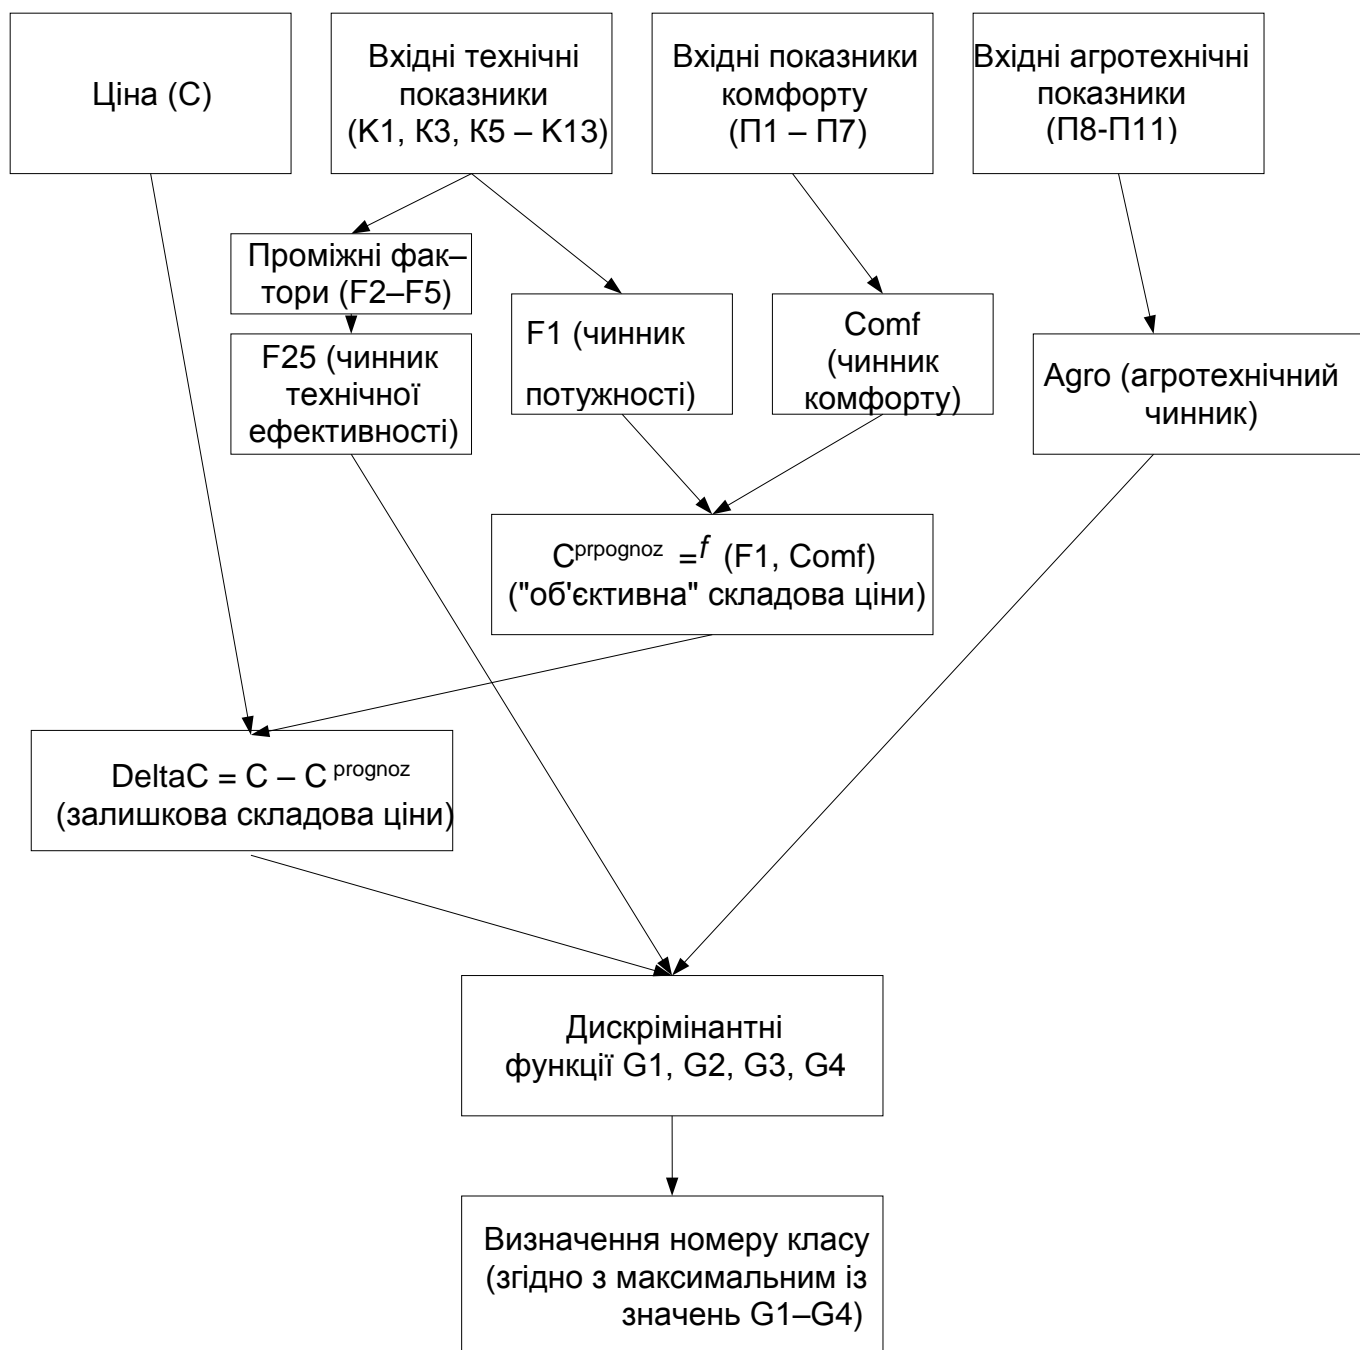 Ціна (С)
Вхідні технічні
показники
(К1, К3, К5 – К13)
Вхідні показники
комфорту
(П1 – П7)
Вхідні агротехнічні
показники
(П8-П11)
Проміжні фак–
тори (F2–F5)
F25 (чинник
технічної
ефективності)
F1 (чинник
потужності)
Comf
(чинник
комфорту)
Agro (агротехнічний
чинник)
C prpognoz = f (F1, Comf)
("об'єктивна" складова ціни)
DeltaC = C – C prognoz
(залишкова складова ціни)
Дискрімінантні
функції G1, G2, G3, G4
Визначення номеру класу
(згідно з максимальним із
значень G1–G4)